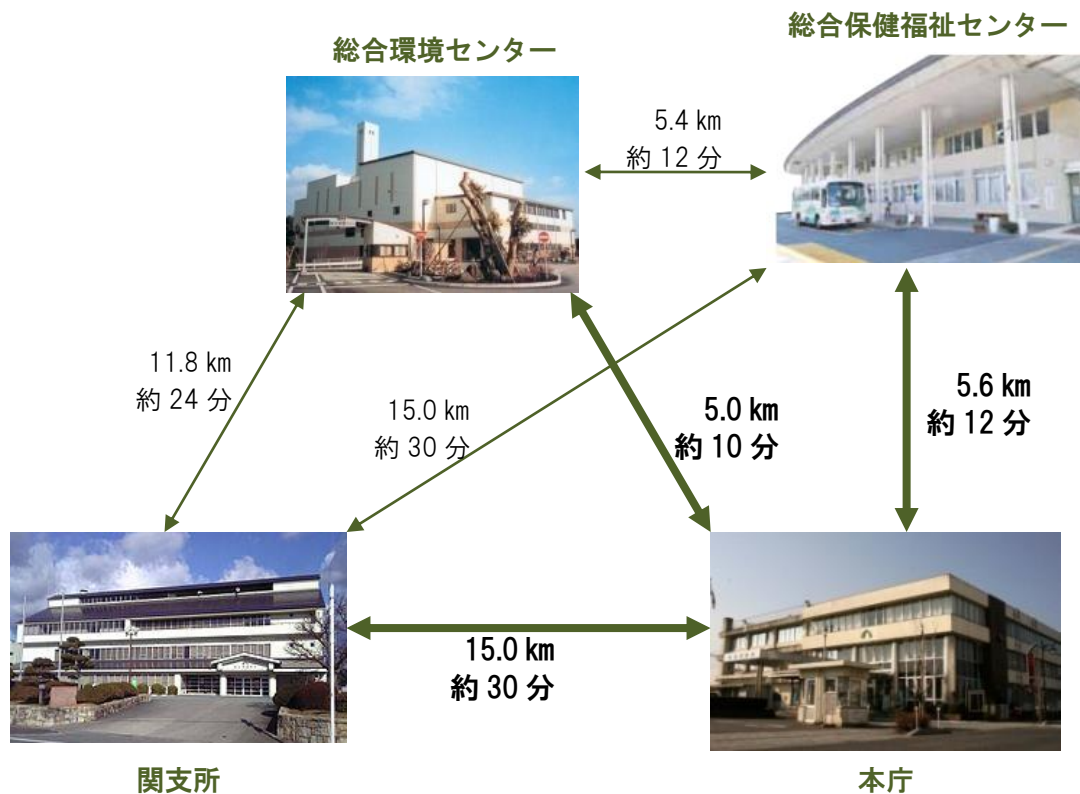 総合環境センター
総合保健福祉センター
5.4 km
約 12 分
11.8 km
約 24 分
15.0 km
約 30 分
5.0 km
約 10 分
5.6 km
約 12 分
15.0 km
約 30 分
関支所
本庁